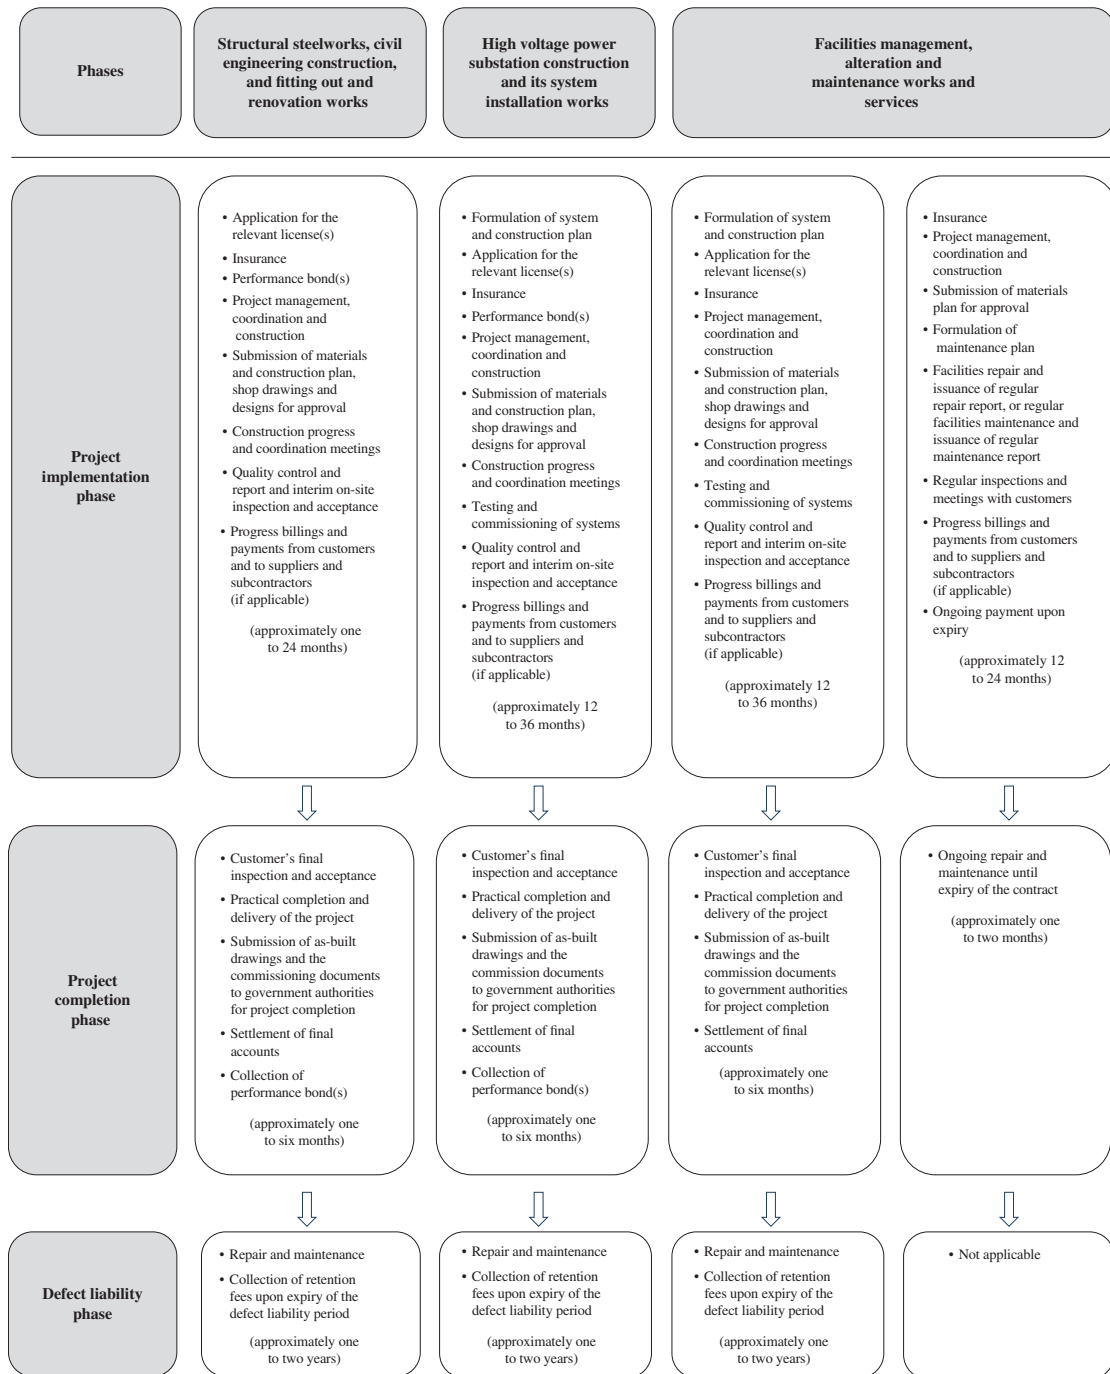 Phases
Structural steelworks, civil
engineering construction,
and fitting out and
renovation works
High voltage power
substation construction
and its system
installation works
Facilities management,
alteration and
maintenance works and
services
Project
implementation
phase
• Application for the
relevant license(s)
• Insurance
• Performance bond(s)
• Project management,
coordination and
construction
• Submission of materials
and construction plan,
shop drawings and
designs for approval
• Construction progress
and coordination meetings
• Quality control and
report and interim on-site
inspection and acceptance
• Progress billings and
payments from customers
and to suppliers and
subcontractors
(if applicable)
(approximately one
to 24 months)
• Formulation of system
and construction plan
• Application for the
relevant license(s)
• Insurance
• Performance bond(s)
• Project management,
coordination and
construction
• Submission of materials
and construction plan,
shop drawings and
designs for approval
• Construction progress
and coordination meetings
• Testing and
commissioning of systems
• Quality control and
report and interim on-site
inspection and acceptance
• Progress billings and
payments from customers
and to suppliers and
subcontractors
(if applicable)
(approximately 12
to 36 months)
• Formulation of system
and construction plan
• Application for the
relevant license(s)
• Insurance
• Project management,
coordination and
construction
• Submission of materials
and construction plan,
shop drawings and
designs for approval
• Construction progress
and coordination meetings
• Testing and
commissioning of systems
• Quality control and
report and interim on-site
inspection and acceptance
• Progress billings and
payments from customers
and to suppliers and
subcontractors
(if applicable)
(approximately 12
to 36 months)
• Insurance
• Project management,
coordination and
construction
• Submission of materials
plan for approval
• Formulation of
maintenance plan
• Facilities repair and
issuance of regular
repair report, or regular
facilities maintenance and
issuance of regular
maintenance report
• Regular inspections and
meetings with customers
• Progress billings and
payments from customers
and to suppliers and
subcontractors
(if applicable)
• Ongoing payment upon
expiry
(approximately 12
to 24 months)
Project
completion
phase
• Customer's final
inspection and acceptance
• Practical completion and
delivery of the project
• Submission of as-built
drawings and the
commissioning documents
to government authorities
for project completion
• Settlement of final
accounts
• Collection of
performance bond(s)
(approximately one
to six months)
• Customer's final
inspection and acceptance
• Practical completion and
delivery of the project
• Submission of as-built
drawings and the
commission documents
to government authorities
for project completion
• Settlement of final
accounts
• Collection of
performance bond(s)
(approximately one
to six months)
• Customer's final
inspection and acceptance
• Practical completion and
delivery of the project
• Submission of as-built
drawings and the
commission documents
to government authorities
for project completion
• Settlement of final
accounts
(approximately one
to six months)
• Ongoing repair and
maintenance until
expiry of the contract
(approximately one
to two months)
Defect liability
phase
• Repair and maintenance
• Collection of retention
fees upon expiry of the
defect liability period
(approximately one
to two years)
• Repair and maintenance
• Collection of retention
fees upon expiry of the
defect liability period
(approximately one
to two years)
• Repair and maintenance
• Collection of retention
fees upon expiry of the
defect liability period
(approximately one
to two years)
• Not applicable